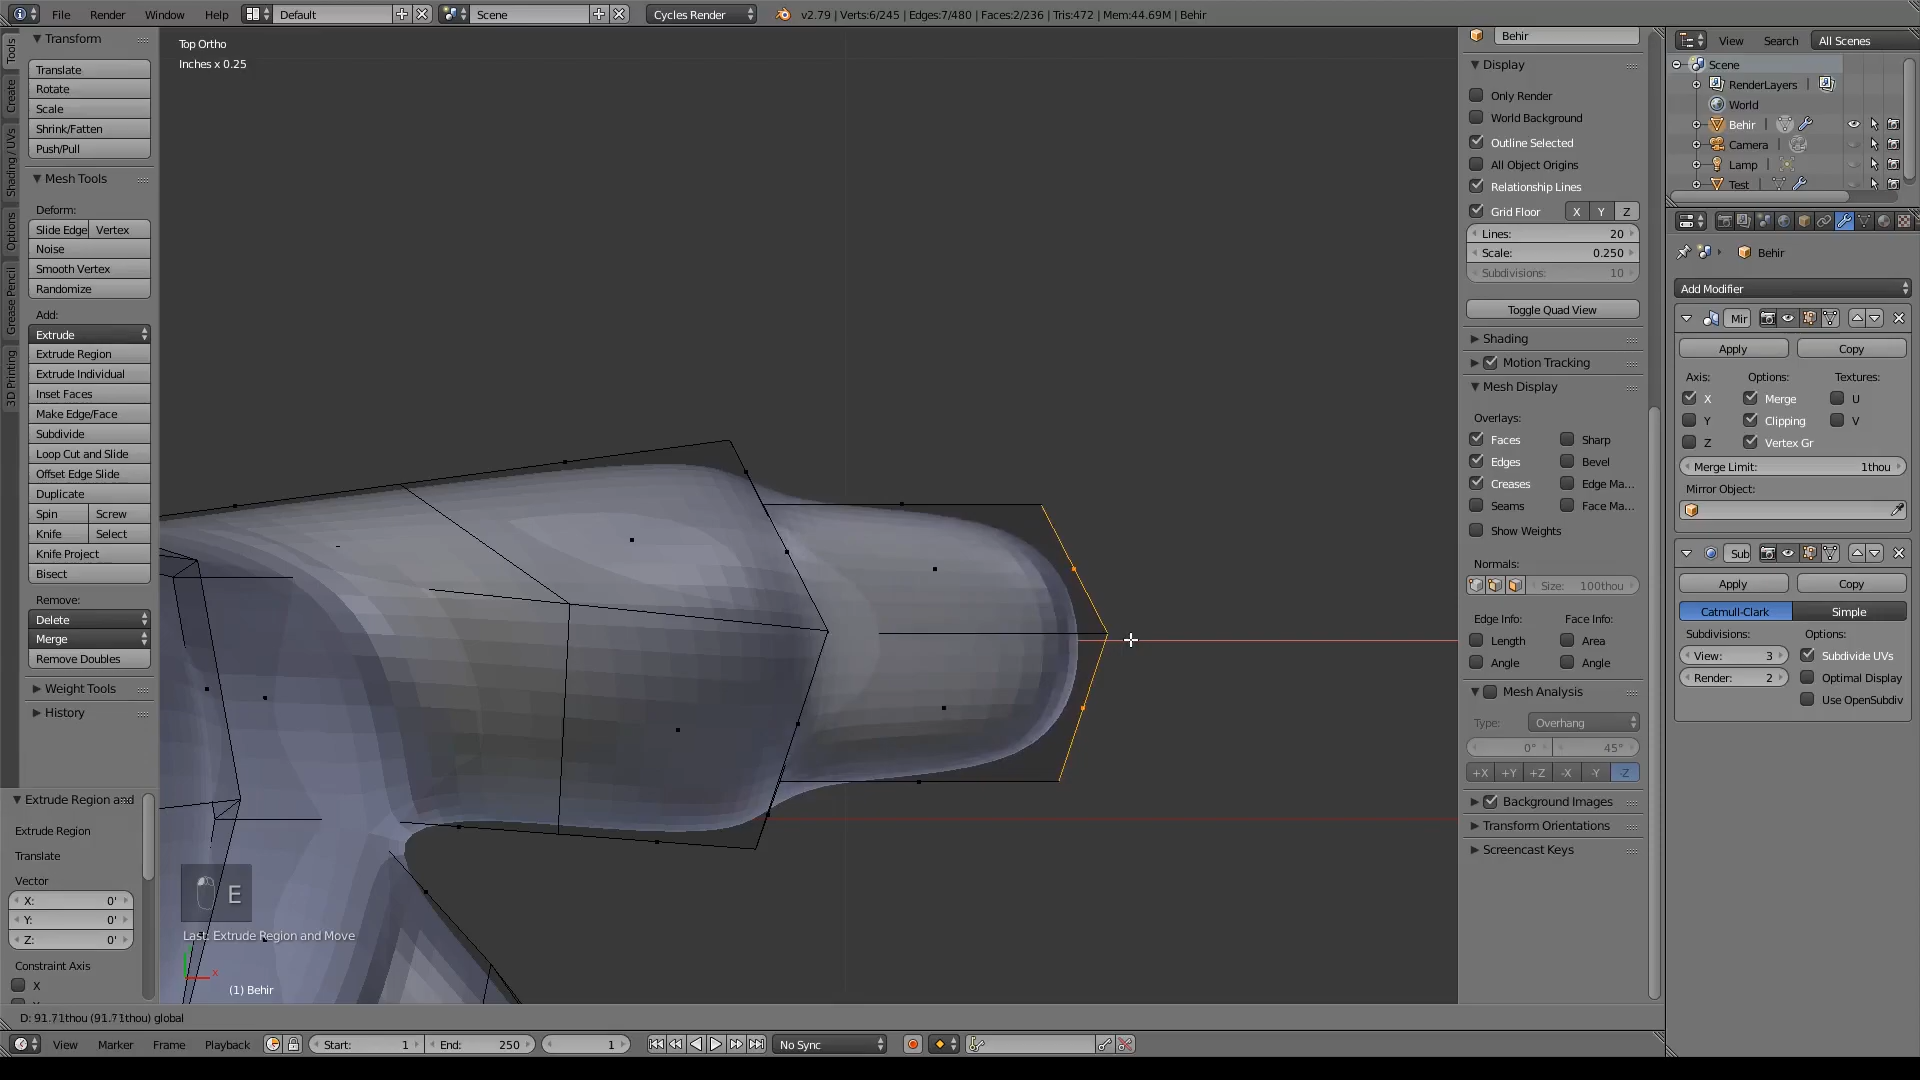 File Render Window Help Default Scene Cycles Render v2.79 | Verts:6/245 | Edges:7/480 | Faces:2/236 | Tris:472 | Mem:44.69M | Behir
Tools
Create
Shading / UVs
Options
Grease Pencil
3D Printing
Transform
Translate
Rotate
Scale
Shrink/Fatten
Push/Pull
Mesh Tools
Deform:
Slide Edge Vertex
Noise
Smooth Vertex
Randomize
Add:
Extrude
Extrude Region
Extrude Individual
Inset Faces
Make Edge/Face
Subdivide
Loop Cut and Slide
Offset Edge Slide
Duplicate
Spin Screw
Knife Select
Knife Project
Bisect
Remove:
Delete
Merge
Remove Doubles
Weight Tools
History
Extrude Region and
Extrude Region
Translate
Vector
X: 0'
Y: 0'
Z: 0'
Constraint Axis
X
Top Ortho
Inches x 0.25
E
Last: Extrude Region and Move
x
(1) Behir
D: 91.71thou (91.71thou) global
View Marker Frame Playback Start: 1 End: 250 1 No Sync
Behir
Display
Only Render
World Background
Outline Selected
All Object Origins
Relationship Lines
Grid Floor X Y Z
Lines: 20
Scale: 0.250
Subdivisions: 10
Toggle Quad View
Shading
Motion Tracking
Mesh Display
Overlays:
Faces Sharp
Edges Bevel
Creases Edge Ma...
Seams Face Ma...
Show Weights
Normals:
Size: 100thou
Edge Info: Face Info:
Length Area
Angle Angle
Mesh Analysis
Type: Overhang
0° 45°
+X +Y +Z -X -Y -Z
Background Images
Transform Orientations
Screencast Keys
View Search All Scenes
Scene
RenderLayers
World
Behir
Camera
Lamp
Test
Behir
Add Modifier
Mir
Apply Copy
Axis: Options: Textures:
X Merge U
Y Clipping V
Z Vertex Gr
Merge Limit: 1thou
Mirror Object:
Sub
Apply Copy
Catmull-Clark Simple
Subdivisions: Options:
View: 3 Subdivide UVs
Render: 2 Optimal Display
Use OpenSubdiv